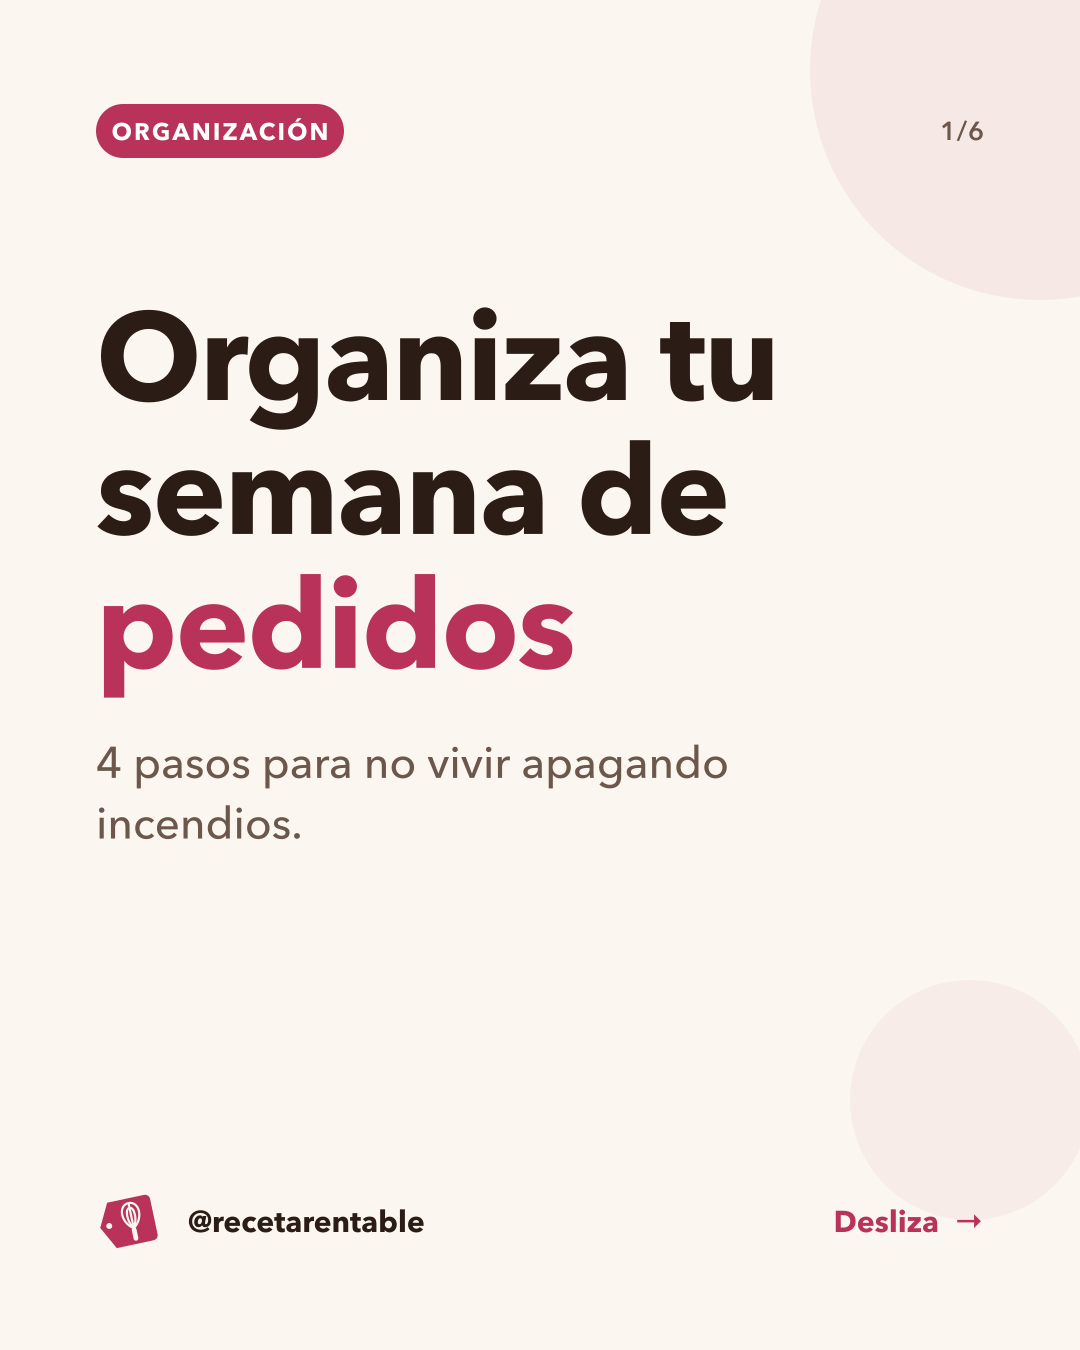 ORGANIZACIÓN
1/6
Organiza tu
semana de
pedidos
4 pasos para no vivir apagando
incendios.
@recetarentable
Desliza →